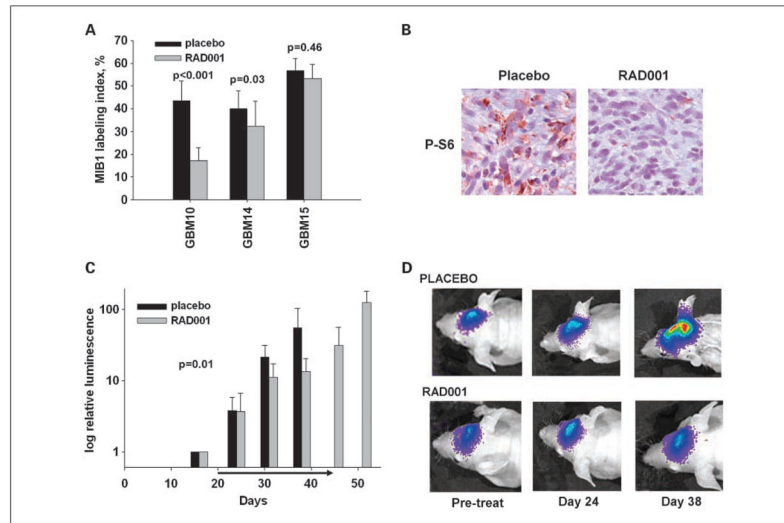 A
MIB1 labeling index, %
70
60
50
40
30
20
10
0
placebo
RAD001
p<0.001
p=0.03
p=0.46
GBM10
GBM14
GBM15
B
Placebo
RAD001
P-S6
C
log relative luminescence
100
10
1
placebo
RAD001
p=0.01
0 10 20 30 40 50
Days
D
PLACEBO
RAD001
Pre-treat Day 24 Day 38